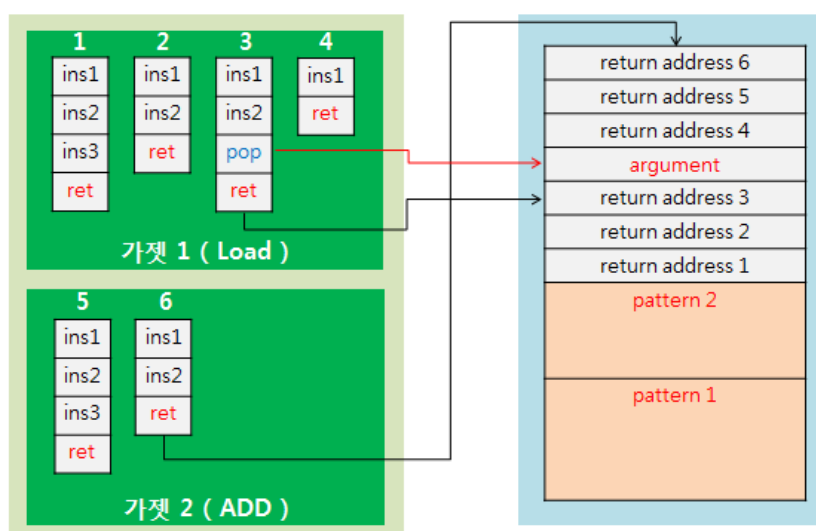 1
ins1
ins2
ins3
ret
2
ins1
ins2
ret
3
ins1
ins2
pop
ret
4
ins1
ret
가젯 1 ( Load )
5
ins1
ins2
ins3
ret
6
ins1
ins2
ret
가젯 2 ( ADD )
return address 6
return address 5
return address 4
argument
return address 3
return address 2
return address 1
pattern 2
pattern 1